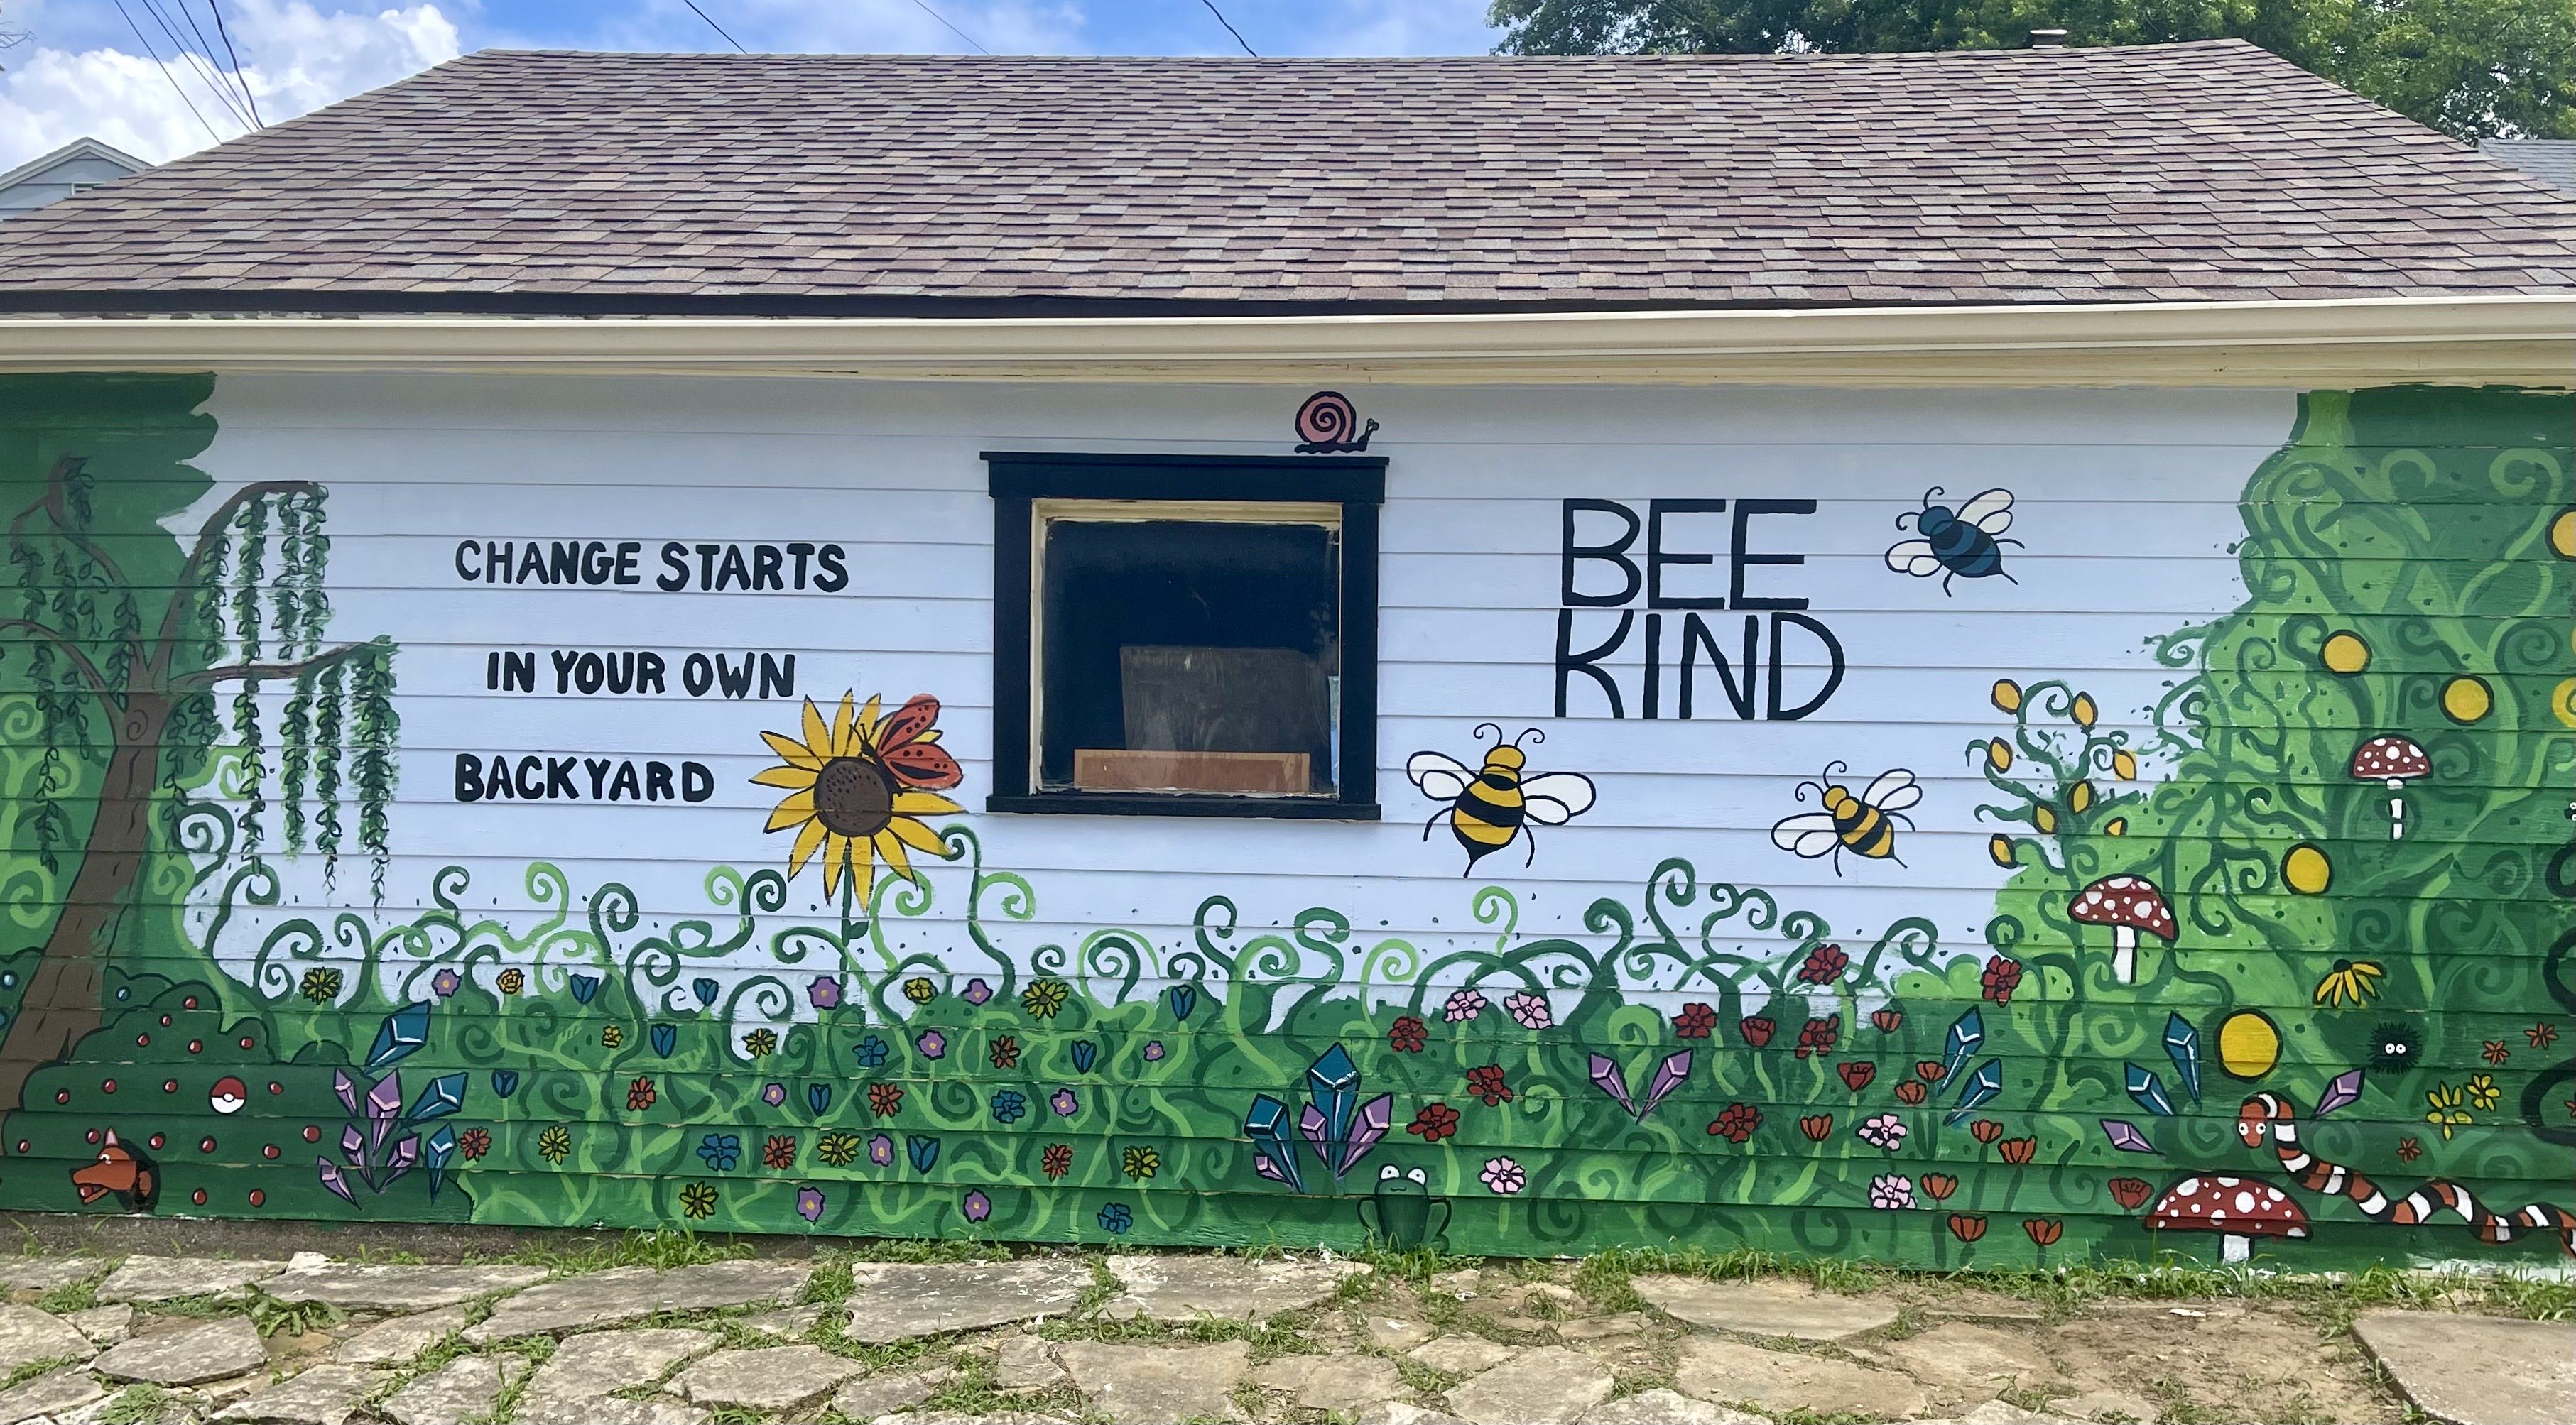 CHANGE STARTS
IN YOUR OWN
BACKYARD
BEE
KIND